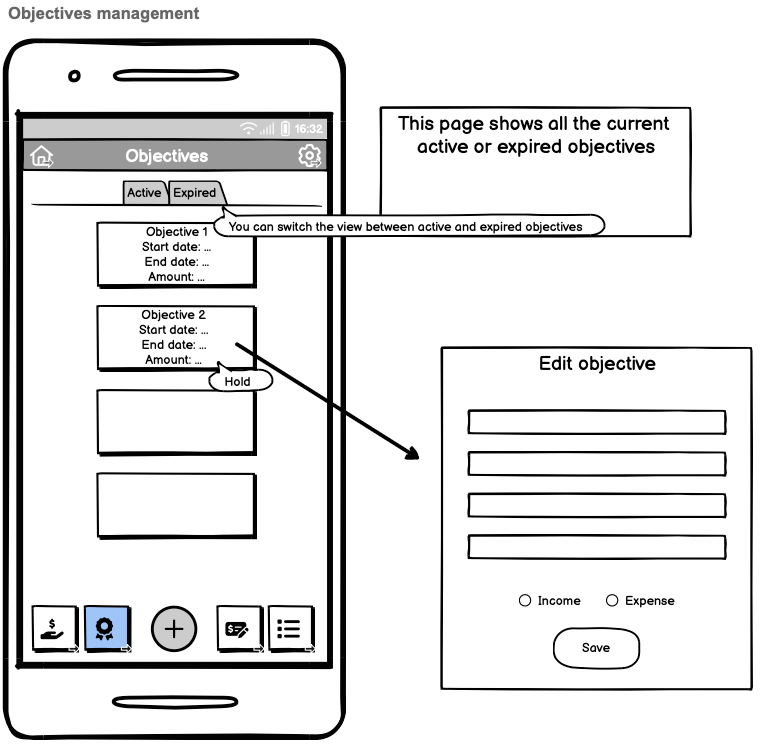 Objectives management
16:32
Objectives
Active
Expired
This page shows all the current
active or expired objectives
You can switch the view between active and expired objectives
Objective 1
Start date: ...
End date: ...
Amount: ...
Objective 2
Start date: ...
End date: ...
Amount: ...
Hold
Edit objective
Income
Expense
Save
$
+
$